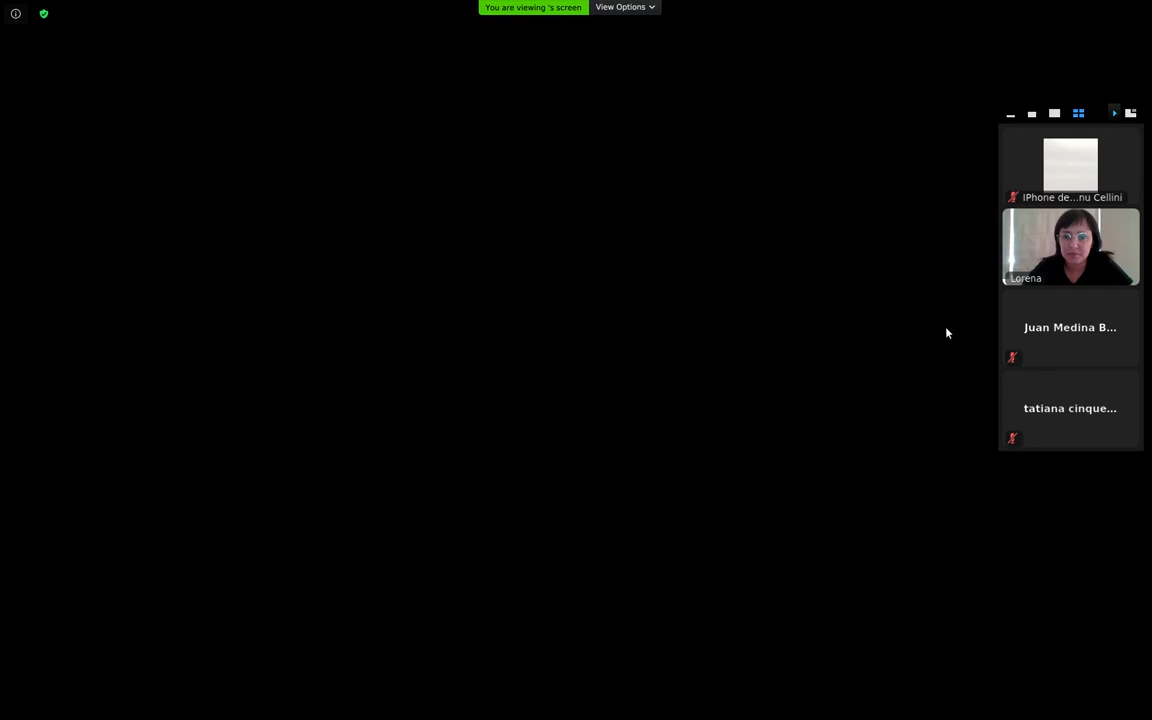 You are viewing 's screen
View Options
IPhone de...nu Cellini
Lorena
Juan Medina B...
tatiana cinque...